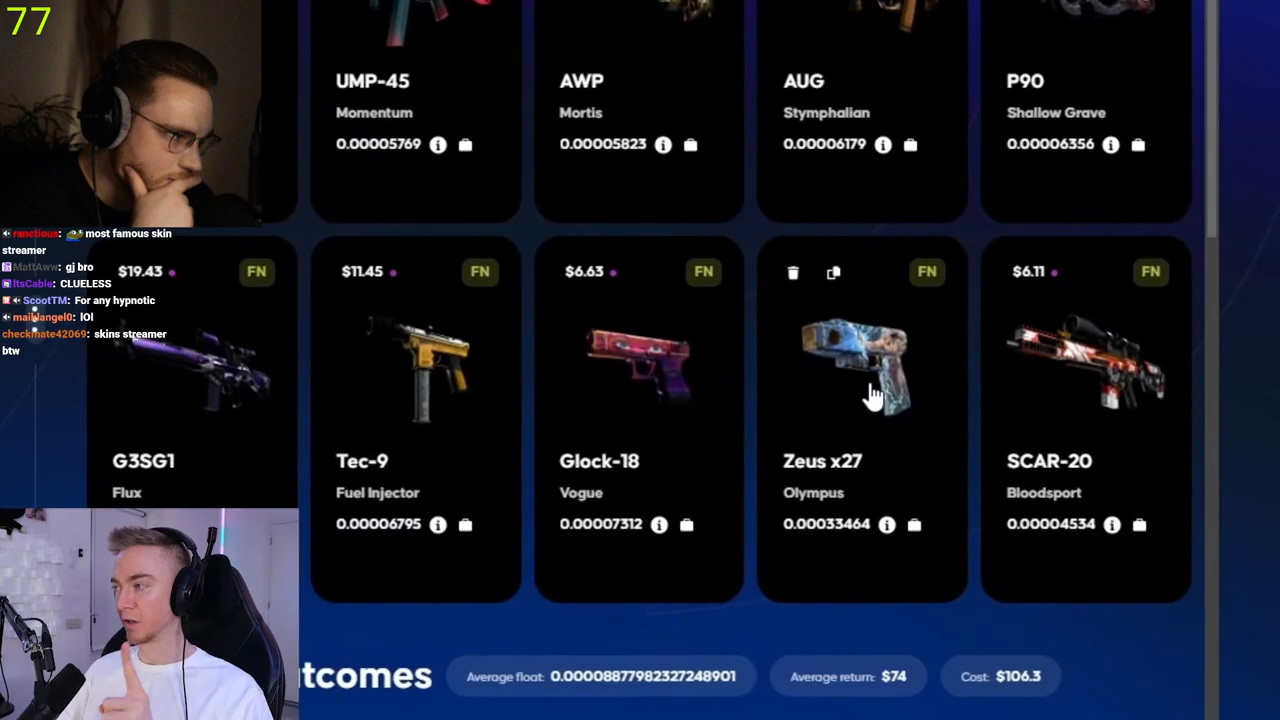 77
UMP-45
Momentum
0.00005769
AWP
Mortis
0.00005823
AUG
Stymphalian
0.00006179
P90
Shallow Grave
0.00006356
ranctious: most famous skin
streamer
MattAww: gj bro
ItsCable: CLUELESS
ScootTM: For any hypnotic
maiklangel0: lOl
checkmate42069: skins streamer
btw
$19.43 FN
G3SG1
Flux
$11.45 FN
Tec-9
Fuel Injector
0.00006795
$6.63 FN
Glock-18
Vogue
0.00007312
FN
Zeus x27
Olympus
0.00033464
$6.11 FN
SCAR-20
Bloodsport
0.00004534
tcomes
Average float: 0.00008877982327248901
Average return: $74
Cost: $106.3